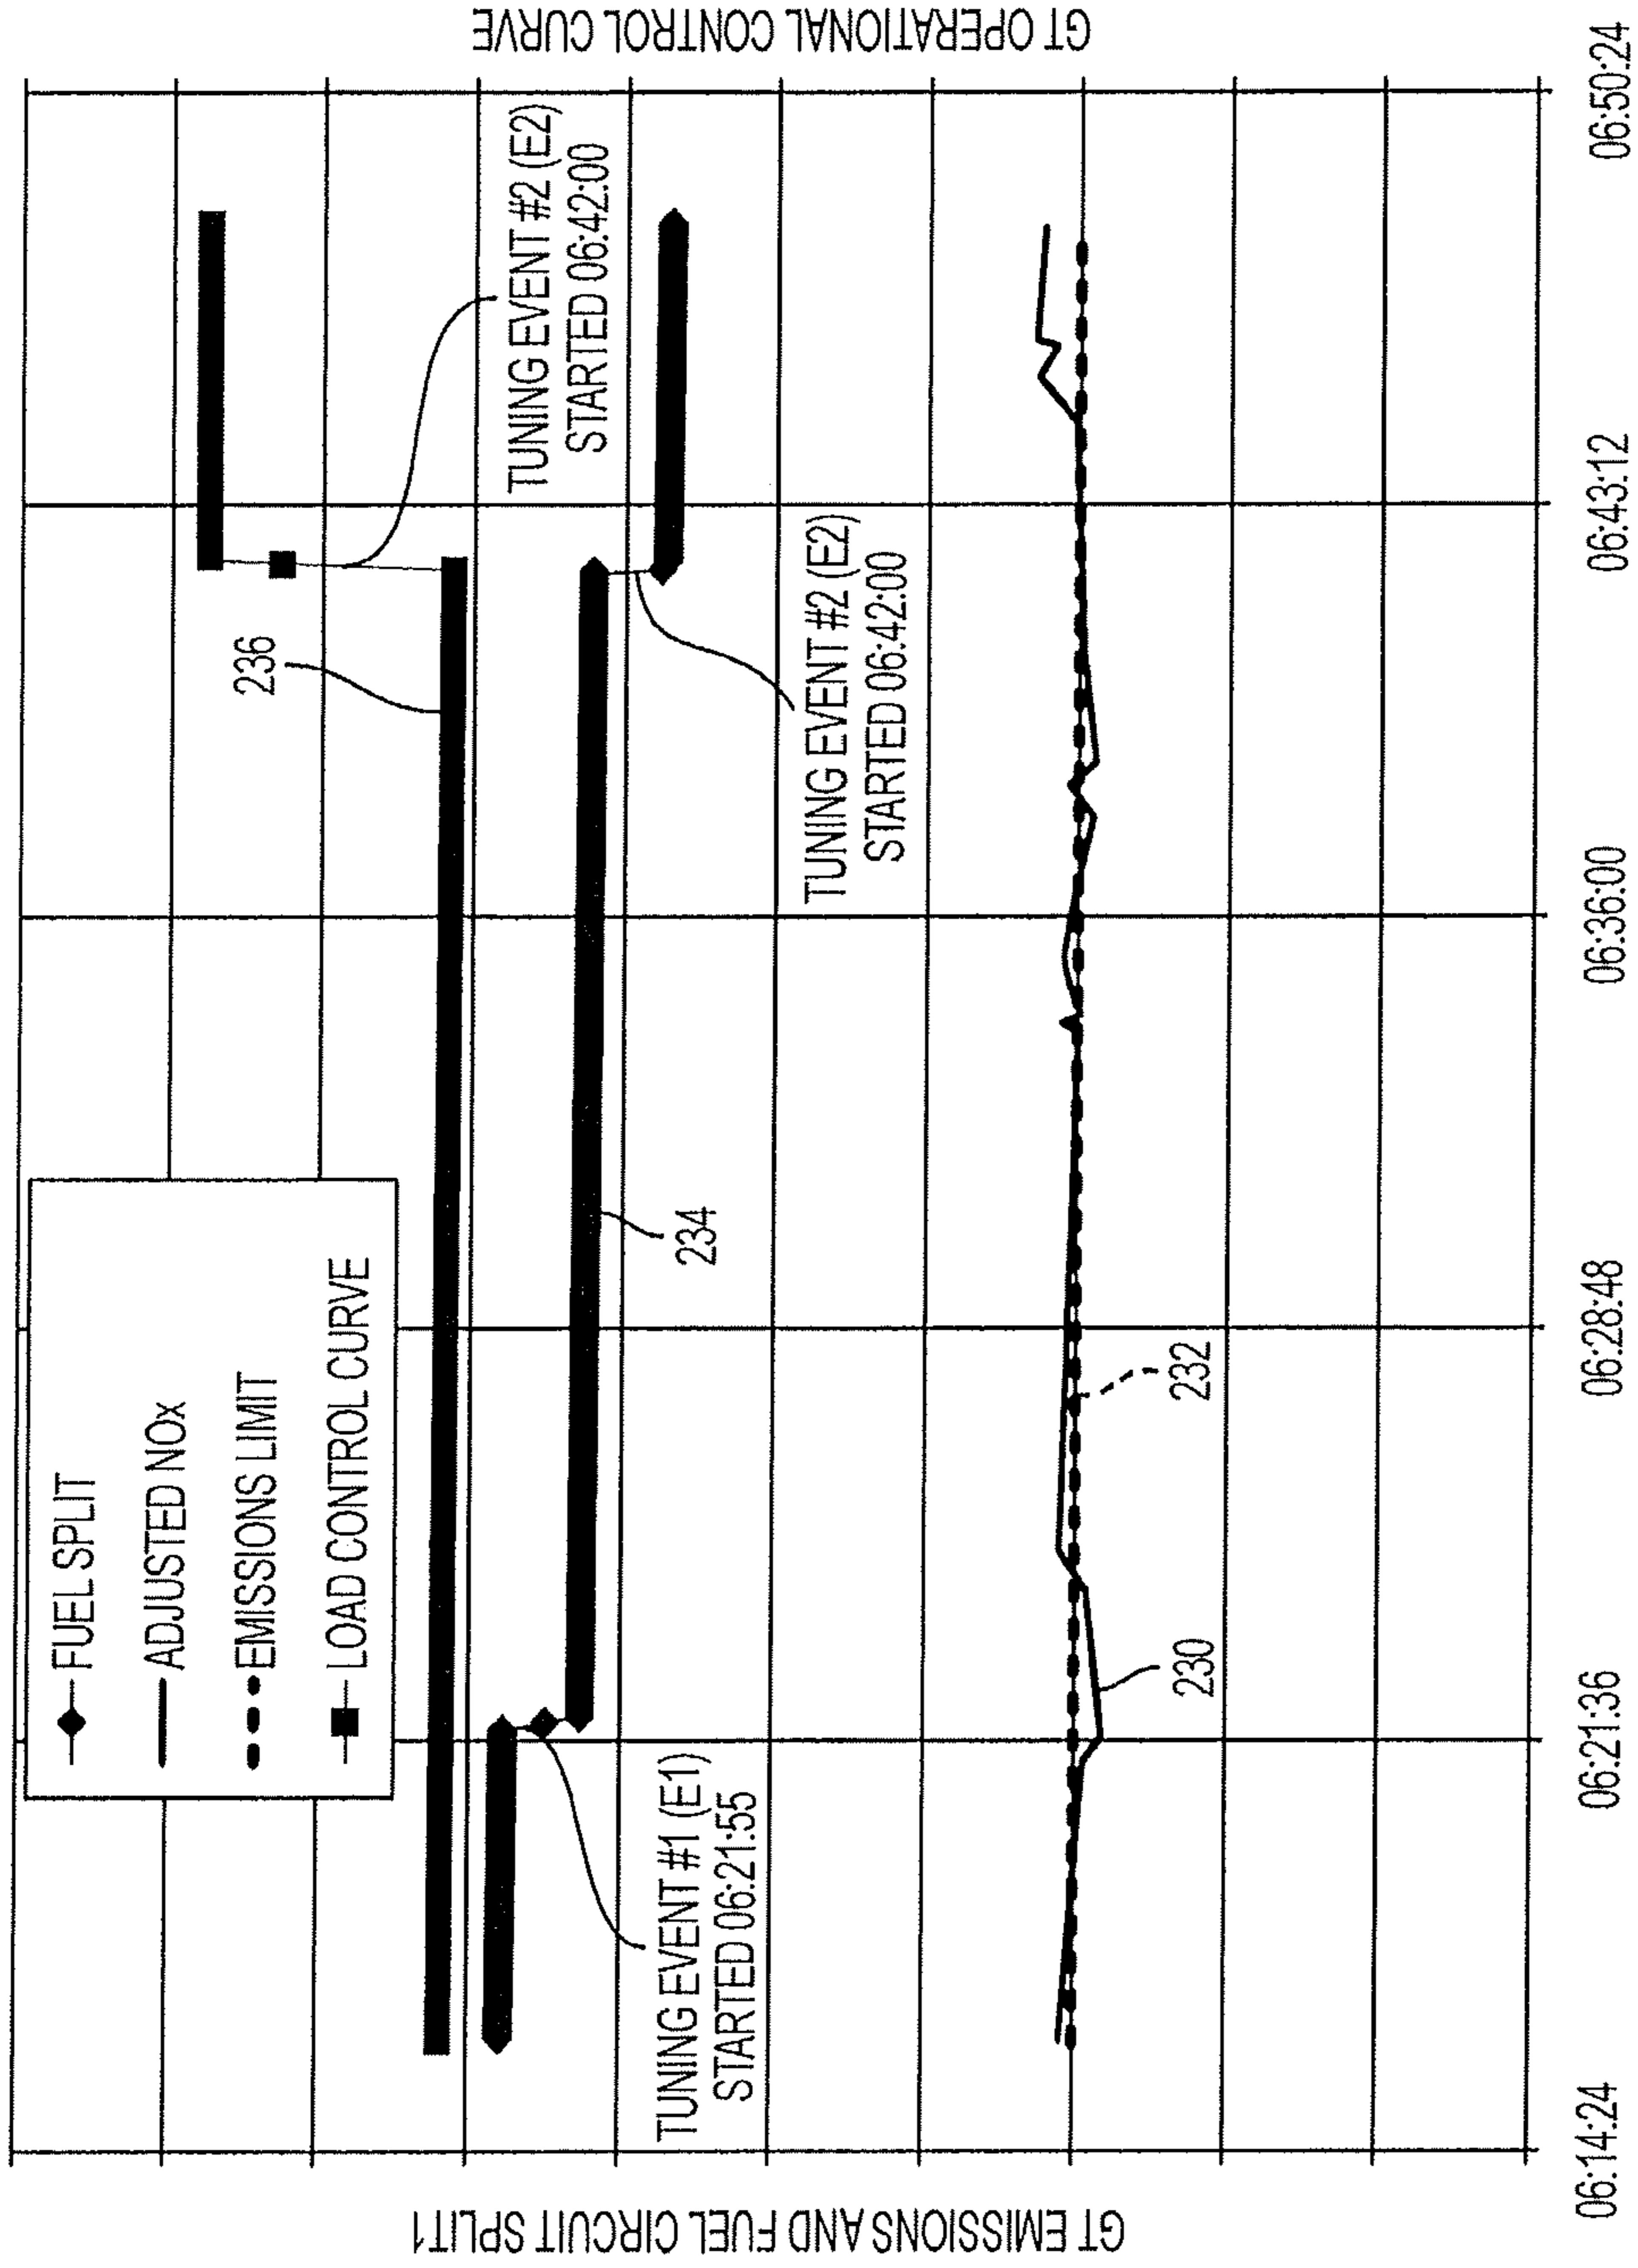 FUEL SPLIT
ADJUSTED NOx
EMISSIONS LIMIT
LOAD CONTROL CURVE
GT EMISSIONS AND FUEL CIRCUIT SPLIT1
GT OPERATIONAL CONTROL CURVE
236
TUNING EVENT #2 (E2)
STARTED 06:42:00
234
TUNING EVENT #1 (E1)
STARTED 06:21:55
TUNING EVENT #2 (E2)
STARTED 06:42:00
230
232
06:14:24
06:21:36
06:28:48
06:36:00
06:43:12
06:50:24